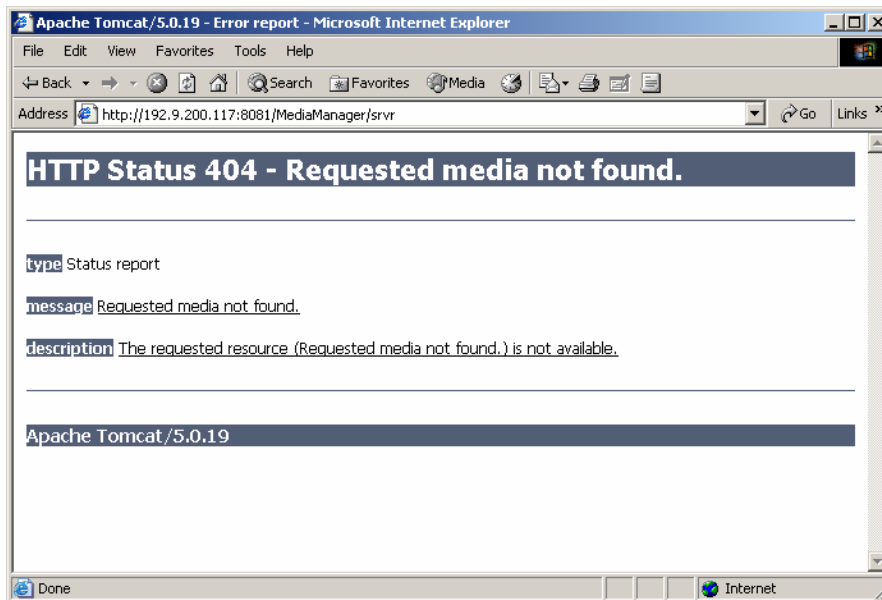 Apache Tomcat/5.0.19 - Error report - Microsoft Internet Explorer
File Edit View Favorites Tools Help
Back Search Favorites Media
Address http://192.9.200.117:8081/MediaManager/srvr Go Links »
HTTP Status 404 - Requested media not found.
type Status report
message Requested media not found.
description The requested resource (Requested media not found.) is not available.
Apache Tomcat/5.0.19
Done Internet